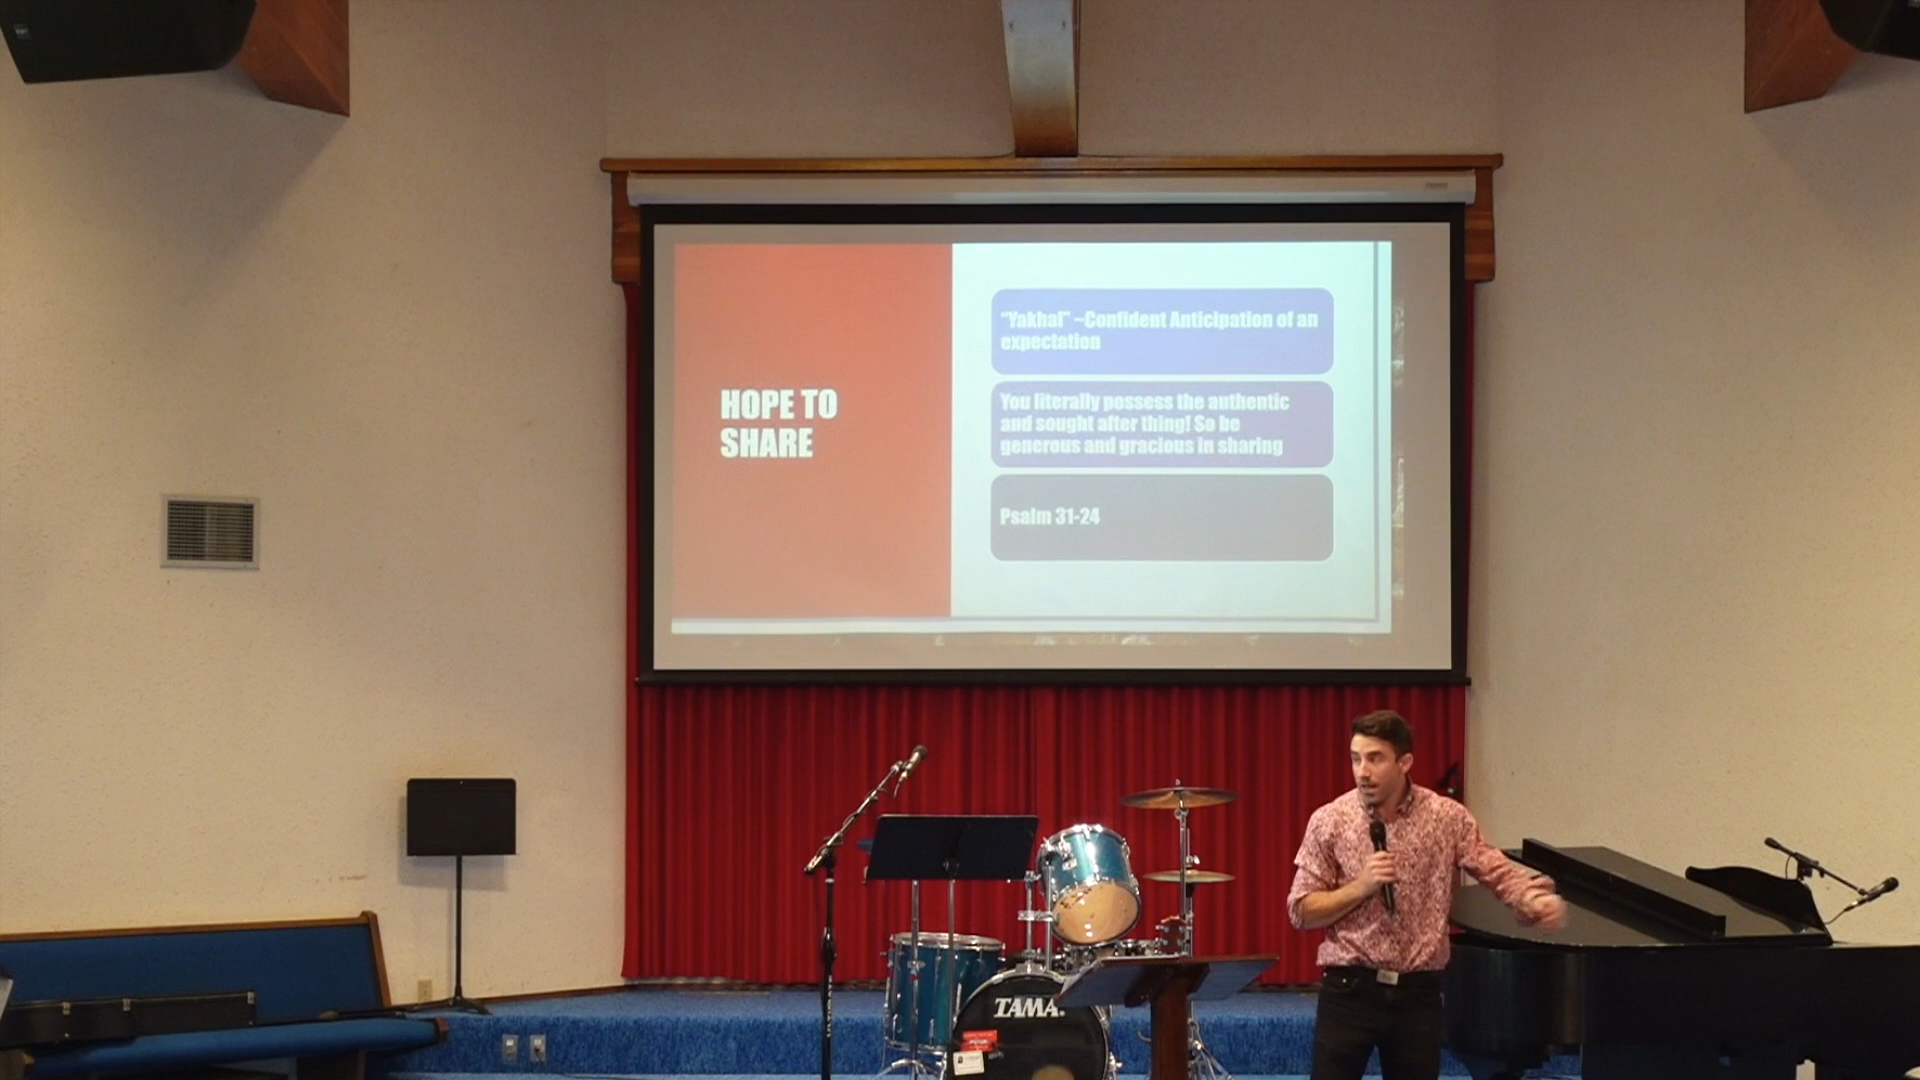 HOPE TO
SHARE
“Yakhal” –Confident Anticipation of an
expectation
You literally possess the authentic
and sought after thing! So be
generous and gracious in sharing
Psalm 31-24
TAMA.